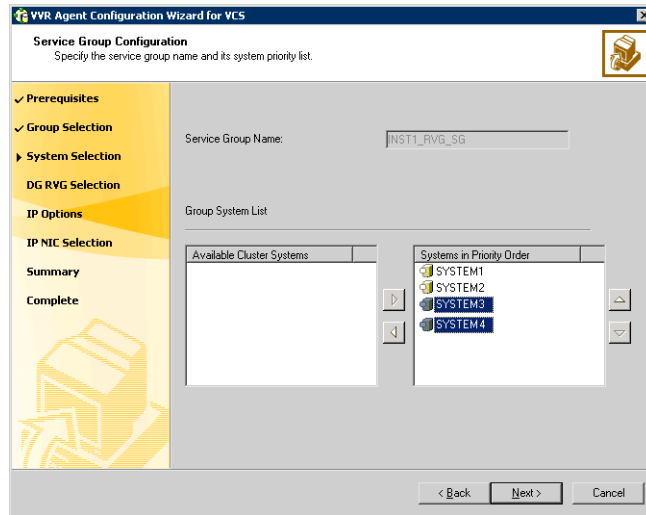 VVR Agent Configuration Wizard for VCS
Service Group Configuration
Specify the service group name and its system priority list.
Prerequisites
Group Selection
System Selection
DG RVG Selection
IP Options
IP NIC Selection
Summary
Complete
Service Group Name:
INST1_RVG_SG
Group System List
Available Cluster Systems
Systems in Priority Order
SYSTEM1
SYSTEM2
SYSTEM3
SYSTEM4
< Back
Next >
Cancel